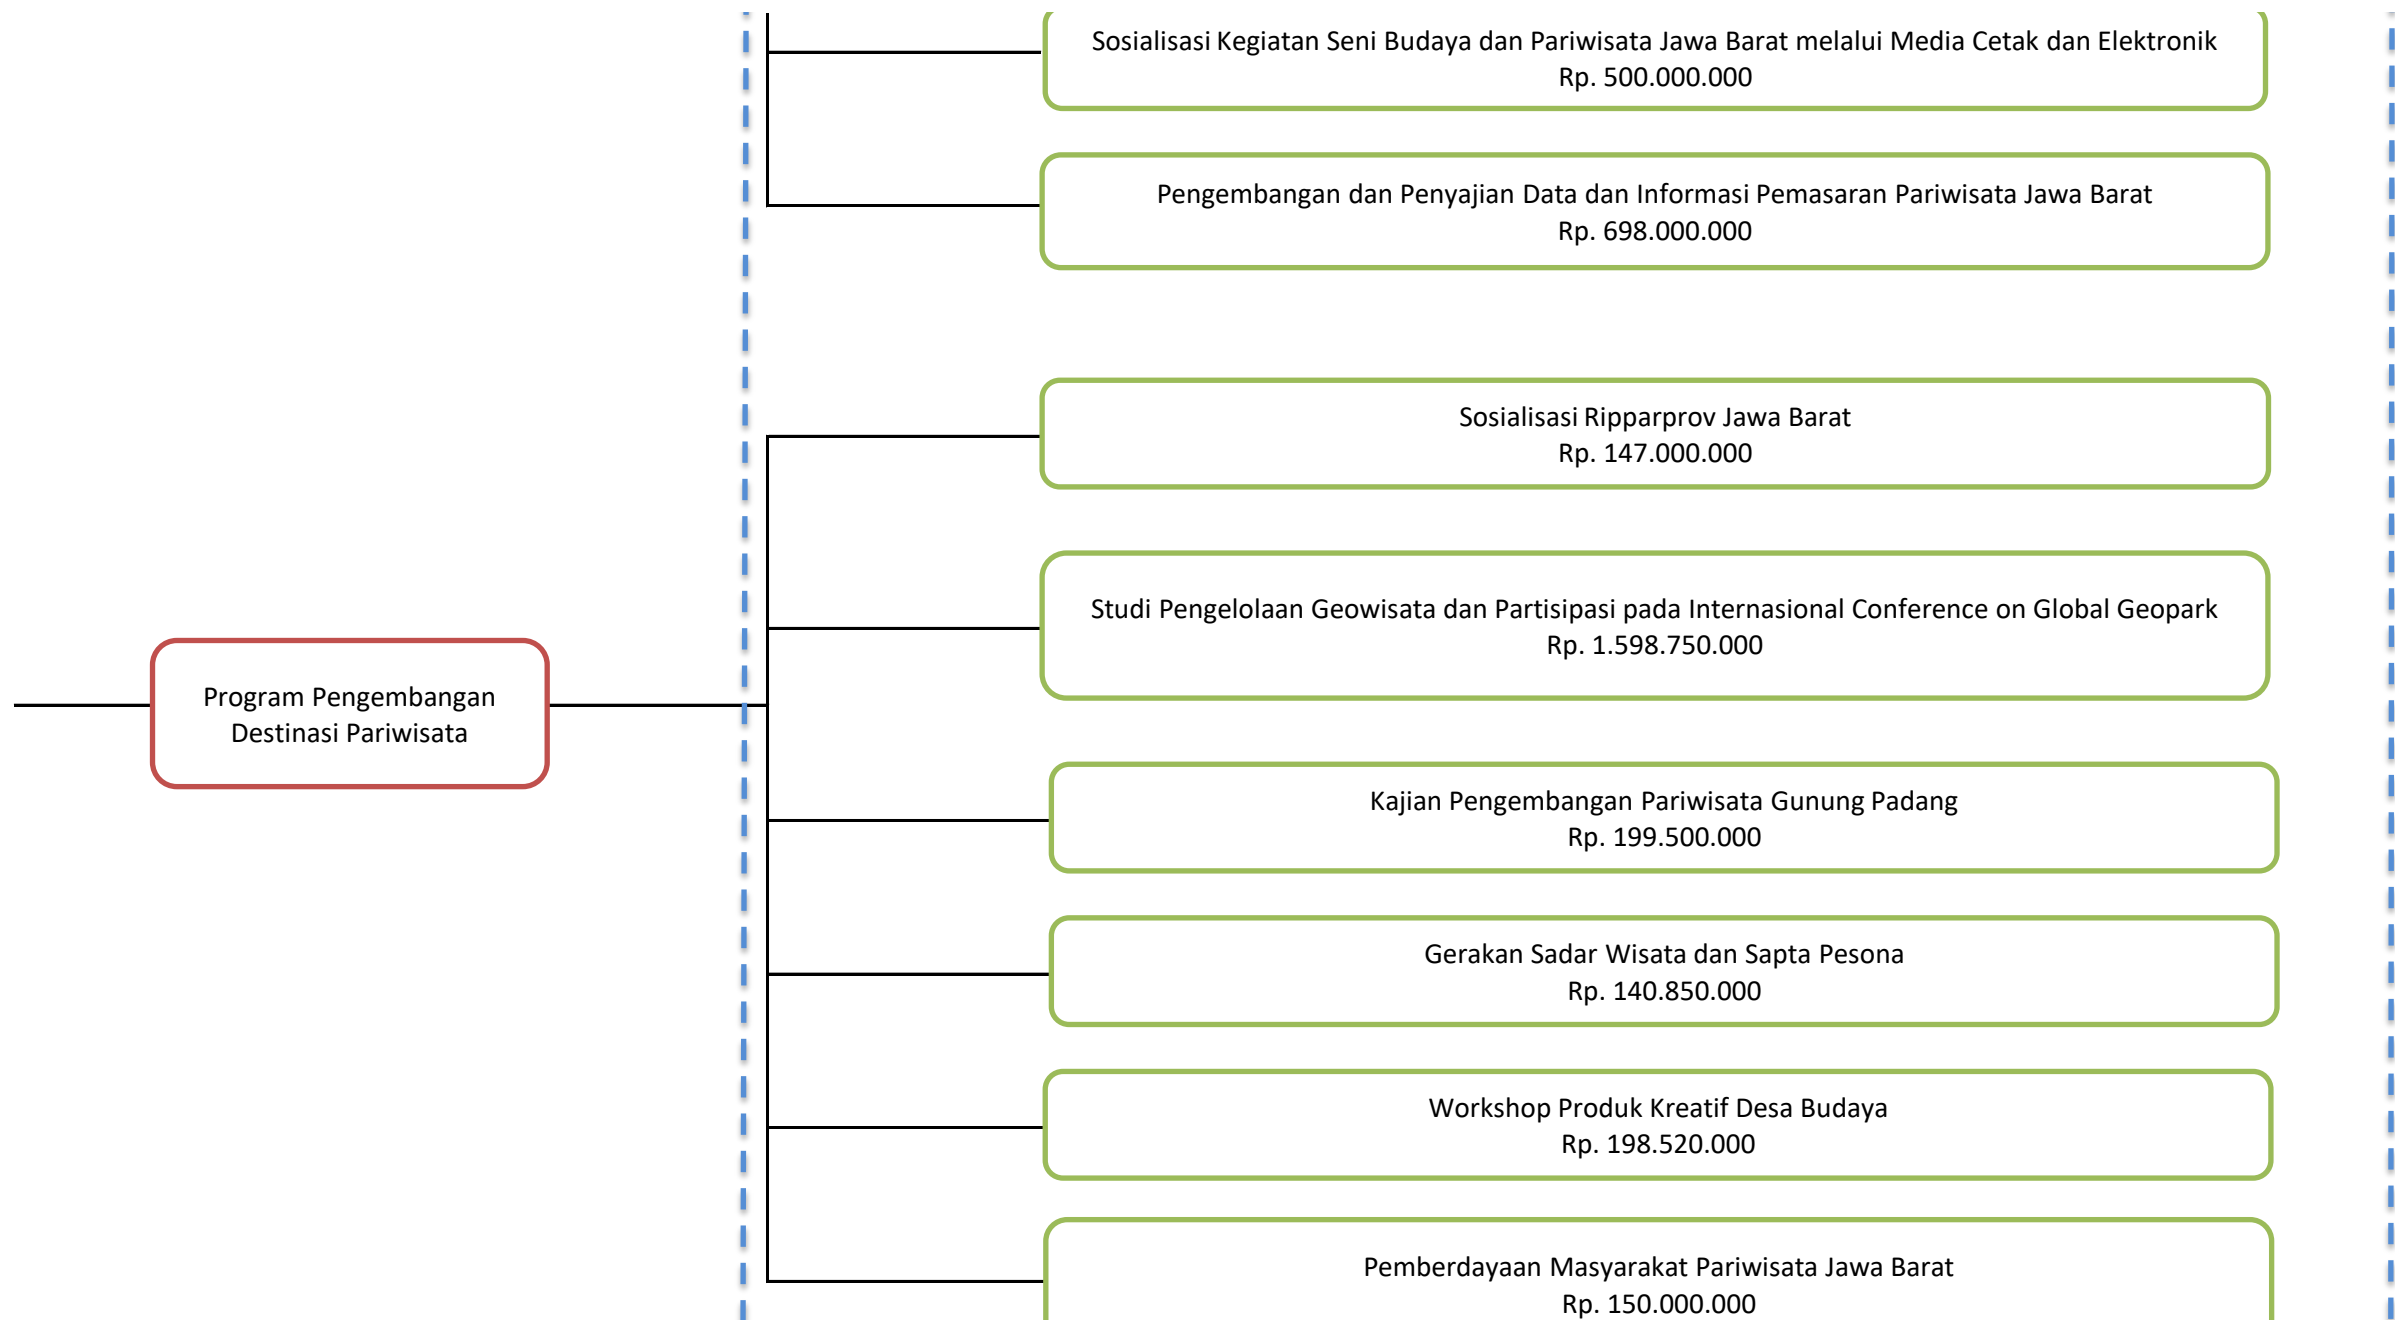 Sosialisasi Kegiatan Seni Budaya dan Pariwisata Jawa Barat melalui Media Cetak dan Elektronik
Rp. 500.000.000
Pengembangan dan Penyajian Data dan Informasi Pemasaran Pariwisata Jawa Barat
Rp. 698.000.000
Program Pengembangan
Destinasi Pariwisata
Sosialisasi Ripparprov Jawa Barat
Rp. 147.000.000
Studi Pengelolaan Geowisata dan Partisipasi pada Internasional Conference on Global Geopark
Rp. 1.598.750.000
Kajian Pengembangan Pariwisata Gunung Padang
Rp. 199.500.000
Gerakan Sadar Wisata dan Sapta Pesona
Rp. 140.850.000
Workshop Produk Kreatif Desa Budaya
Rp. 198.520.000
Pemberdayaan Masyarakat Pariwisata Jawa Barat
Rp. 150.000.000